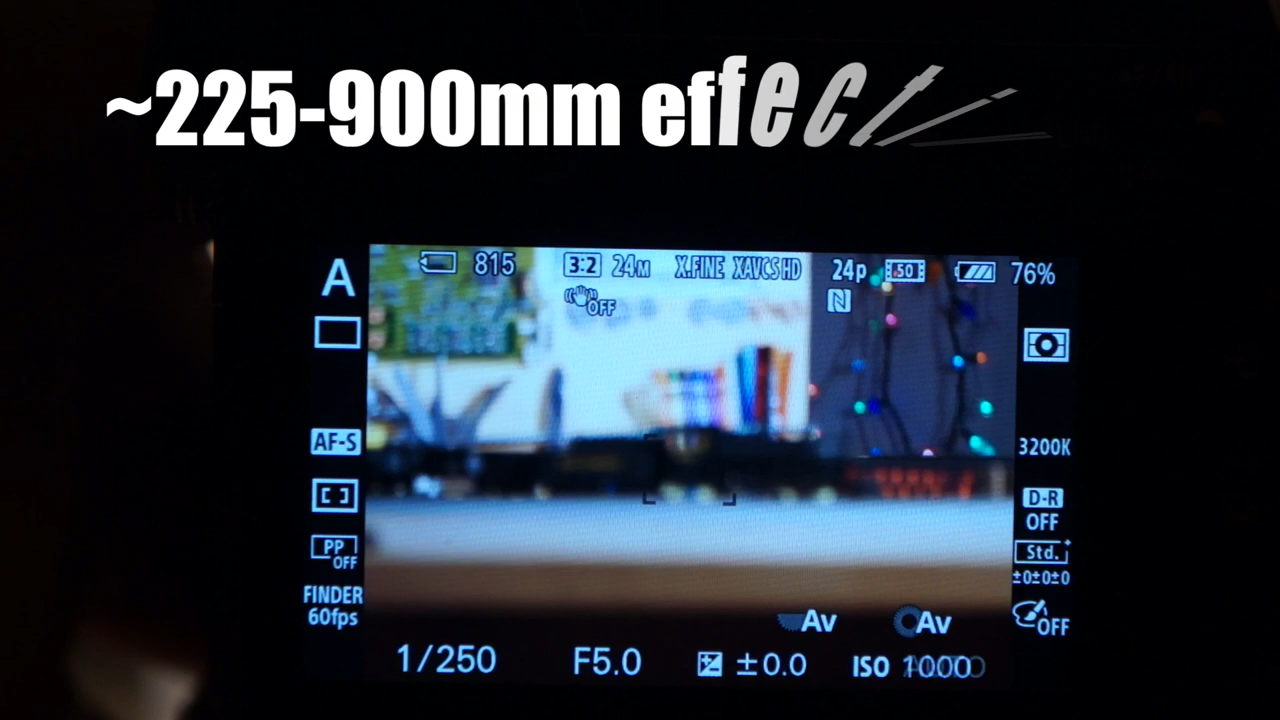 ~225-900mm effect
815 3:2 24M X.FINE XAVC S HD 24p 50 76%
OFF N
A
AF-S
PP OFF
FINDER 60fps
3200K
D-R OFF
Std.
±0±0±0
OFF
Av Av
1/250 F5.0 ±0.0 ISO